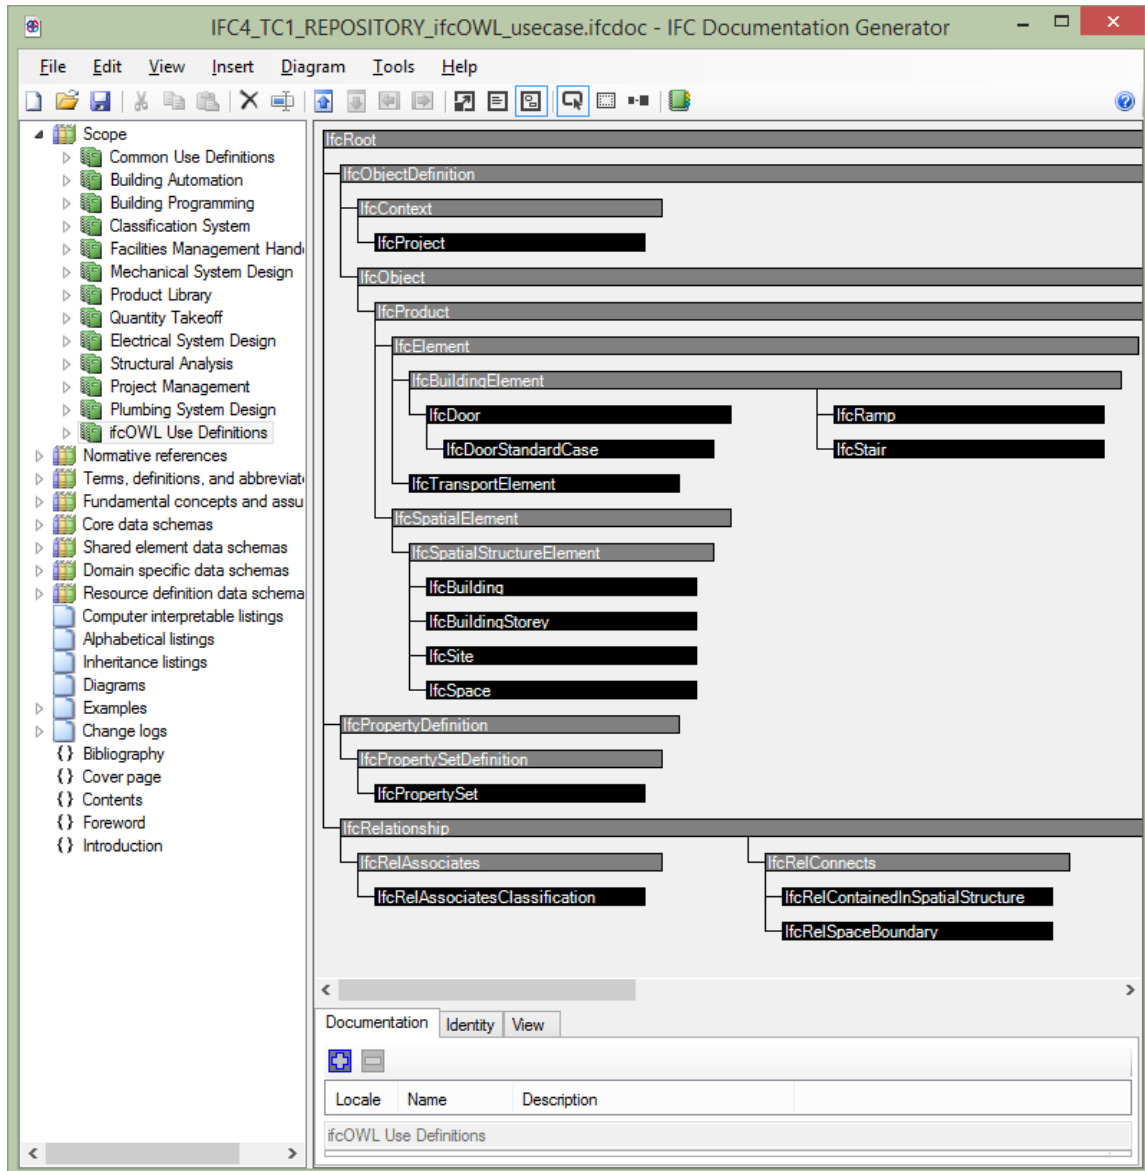 IFC4_TC1_REPOSITORY_ifcOWL_usecase.ifcdoc - IFC Documentation Generator
File Edit View Insert Diagram Tools Help
Scope
Common Use Definitions
Building Automation
Building Programming
Classification System
Facilities Management Hando
Mechanical System Design
Product Library
Quantity Takeoff
Electrical System Design
Structural Analysis
Project Management
Plumbing System Design
ifcOWL Use Definitions
Normative references
Terms, definitions, and abbreviate
Fundamental concepts and assu
Core data schemas
Shared element data schemas
Domain specific data schemas
Resource definition data schema
Computer interpretable listings
Alphabetical listings
Inheritance listings
Diagrams
Examples
Change logs
{} Bibliography
{} Cover page
{} Contents
{} Foreword
{} Introduction
IfcRoot
IfcObjectDefinition
IfcContext
IfcProject
IfcObject
IfcProduct
IfcElement
IfcBuildingElement
IfcDoor IfcRamp
IfcDoorStandardCase IfcStair
IfcTransportElement
IfcSpatialElement
IfcSpatialStructureElement
IfcBuilding
IfcBuildingStorey
IfcSite
IfcSpace
IfcPropertyDefinition
IfcPropertySetDefinition
IfcPropertySet
IfcRelationship
IfcRelAssociates IfcRelConnects
IfcRelAssociatesClassification IfcRelContainedInSpatialStructure
IfcRelSpaceBoundary
Documentation Identity View
Locale Name Description
ifcOWL Use Definitions